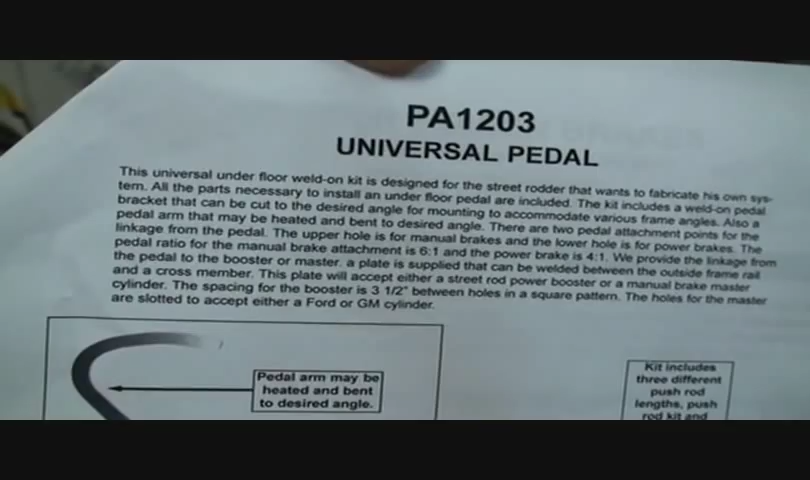 PA1203
UNIVERSAL PEDAL
This universal under floor weld-on kit is designed for the street rodder that wants to fabricate his own sys-
tem. All the parts necessary to install an under floor pedal are included. The kit includes a weld-on pedal
bracket that can be cut to the desired angle for mounting to accommodate various frame angles. Also a
pedal arm that may be heated and bent to desired angle. There are two pedal attachment points for the
linkage from the pedal. The upper hole is for manual brakes and the lower hole is for power brakes. The
pedal ratio for the manual brake attachment is 6:1 and the power brake is 4:1. We provide the linkage from
the pedal to the booster or master. a plate is supplied that can be welded between the outside frame rail
and a cross member. This plate will accept either a street rod power booster or a manual brake master
cylinder. The spacing for the booster is 3 1/2" between holes in a square pattern. The holes for the master
are slotted to accept either a Ford or GM cylinder.
Pedal arm may be
heated and bent
to desired angle.
Kit includes
three different
push rod
lengths, push
rod kit and